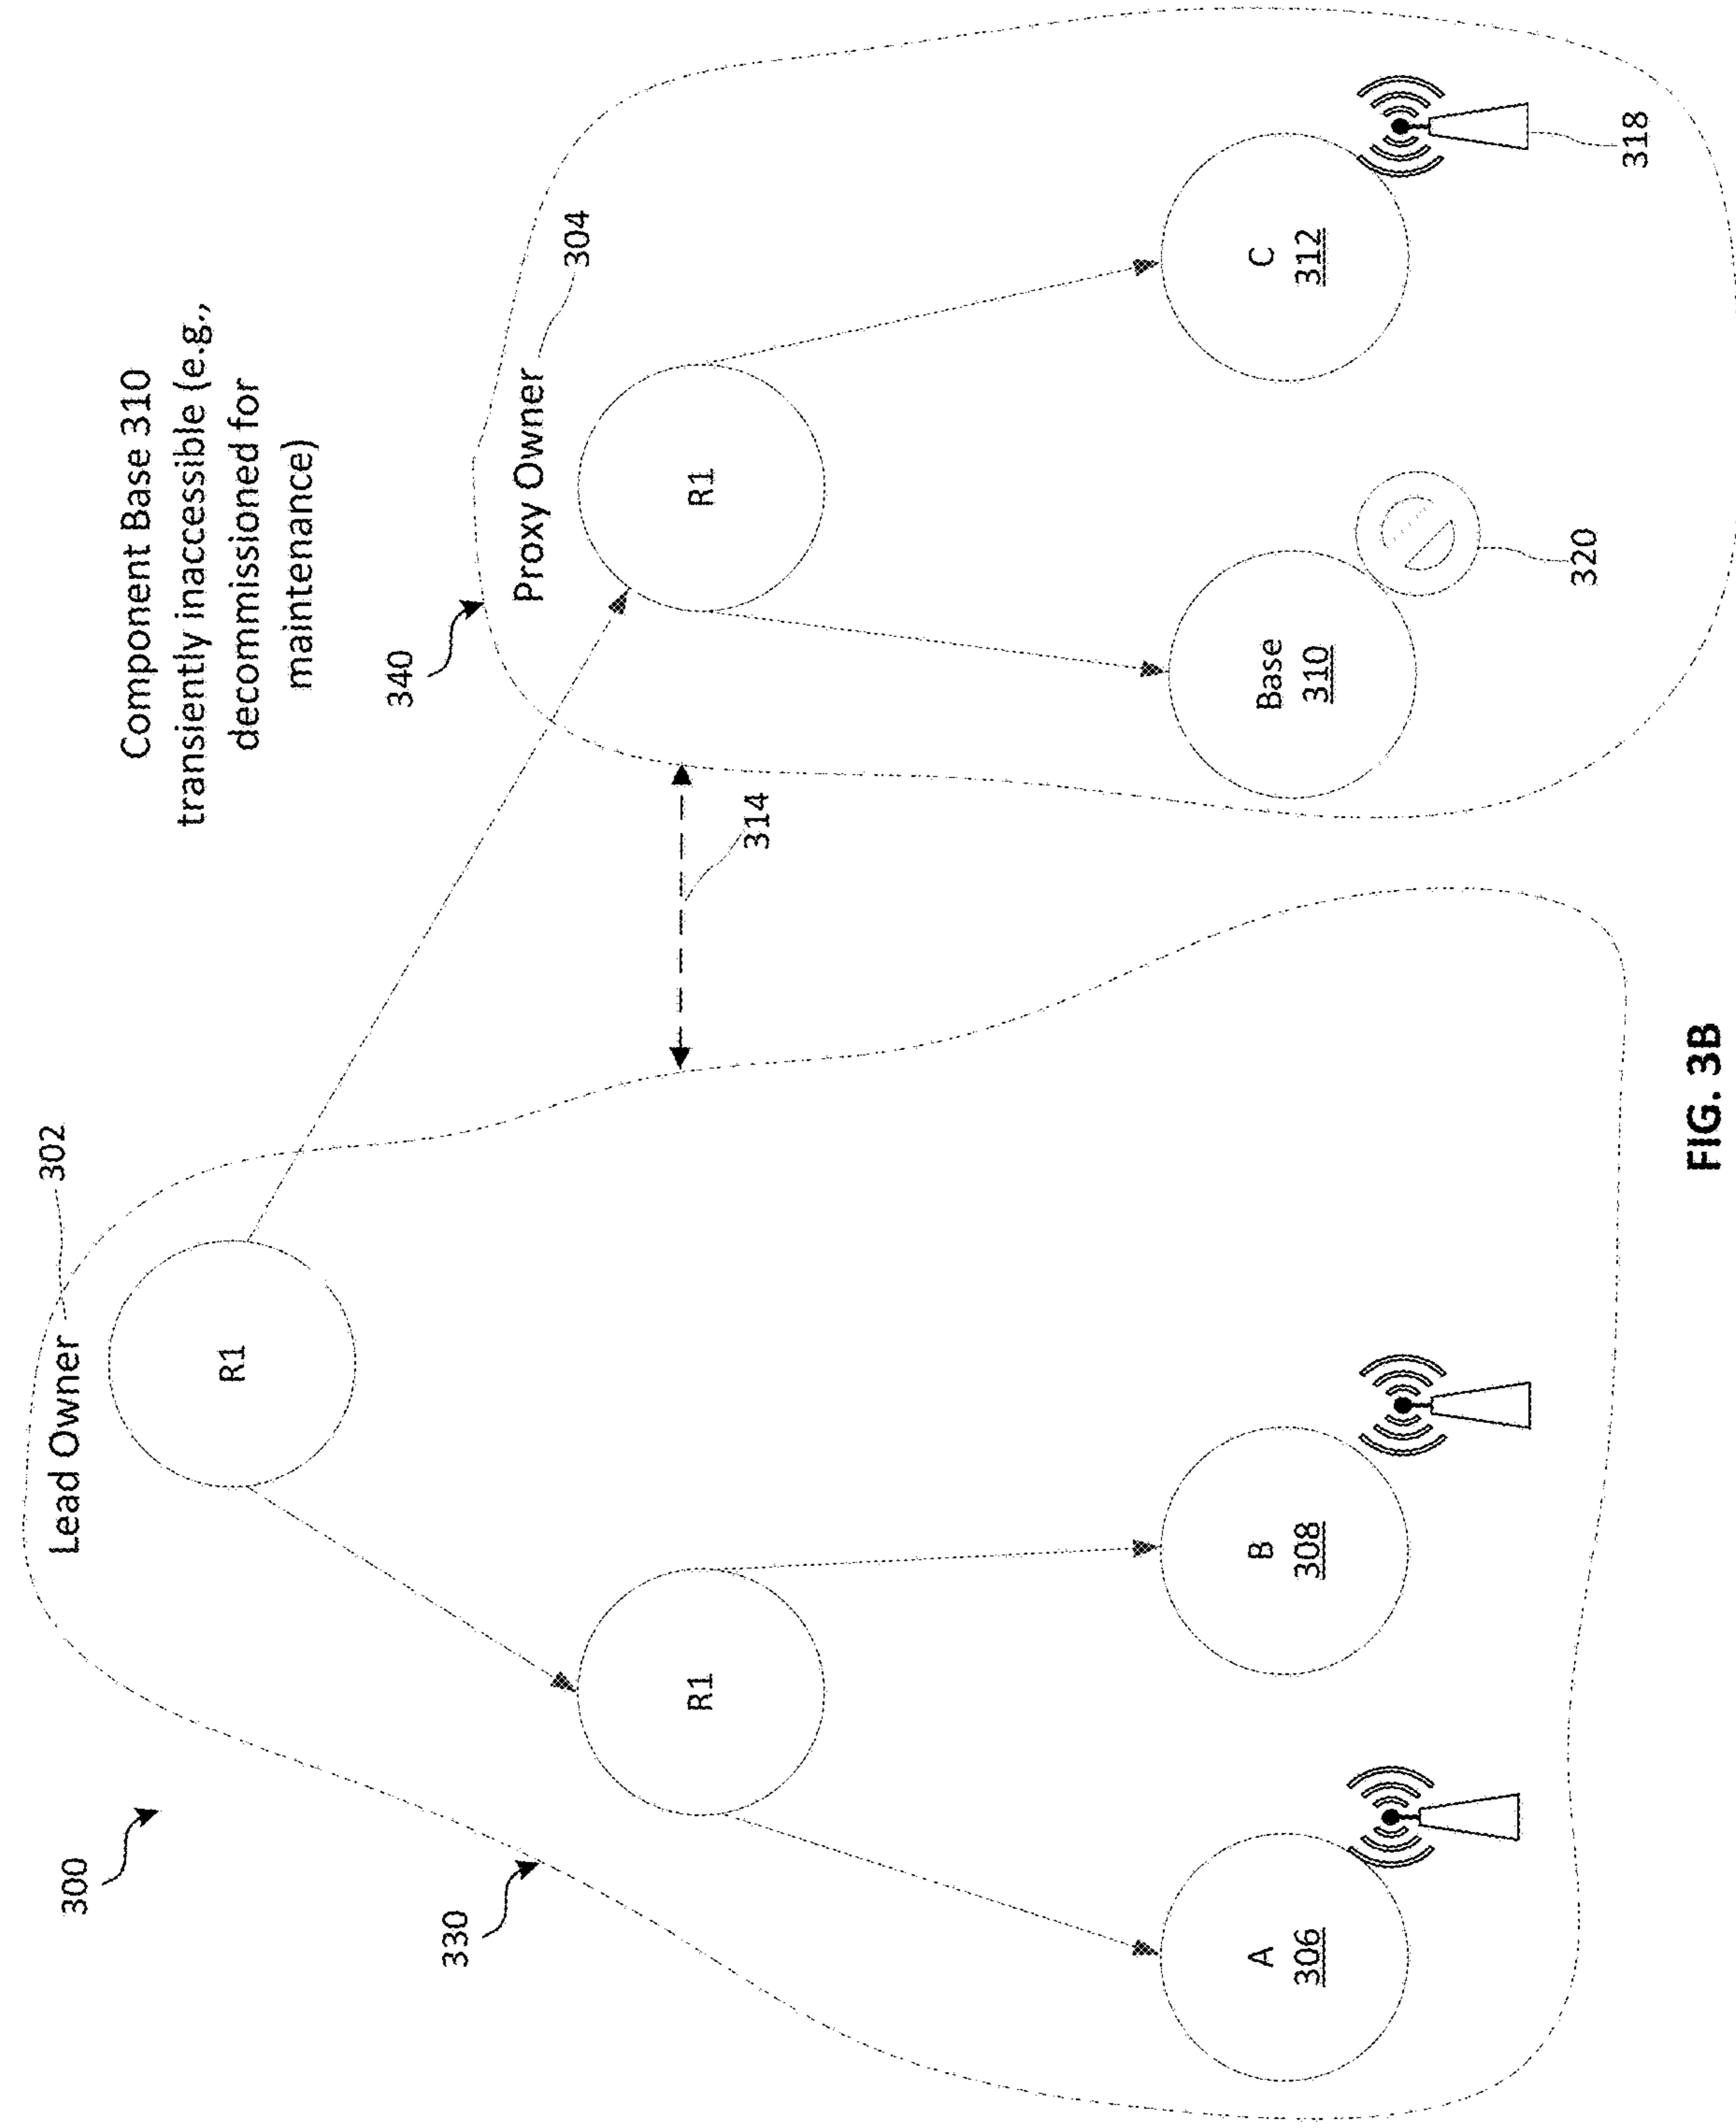 300
Lead Owner
302
Component Base 310
transiently inaccessible (e.g.,
decomissioned for
maintenance)
R1
330
340
Proxy Owner
304
R1
314
R1
A
306
B
308
Base
310
C
312
320
318
FIG. 3B